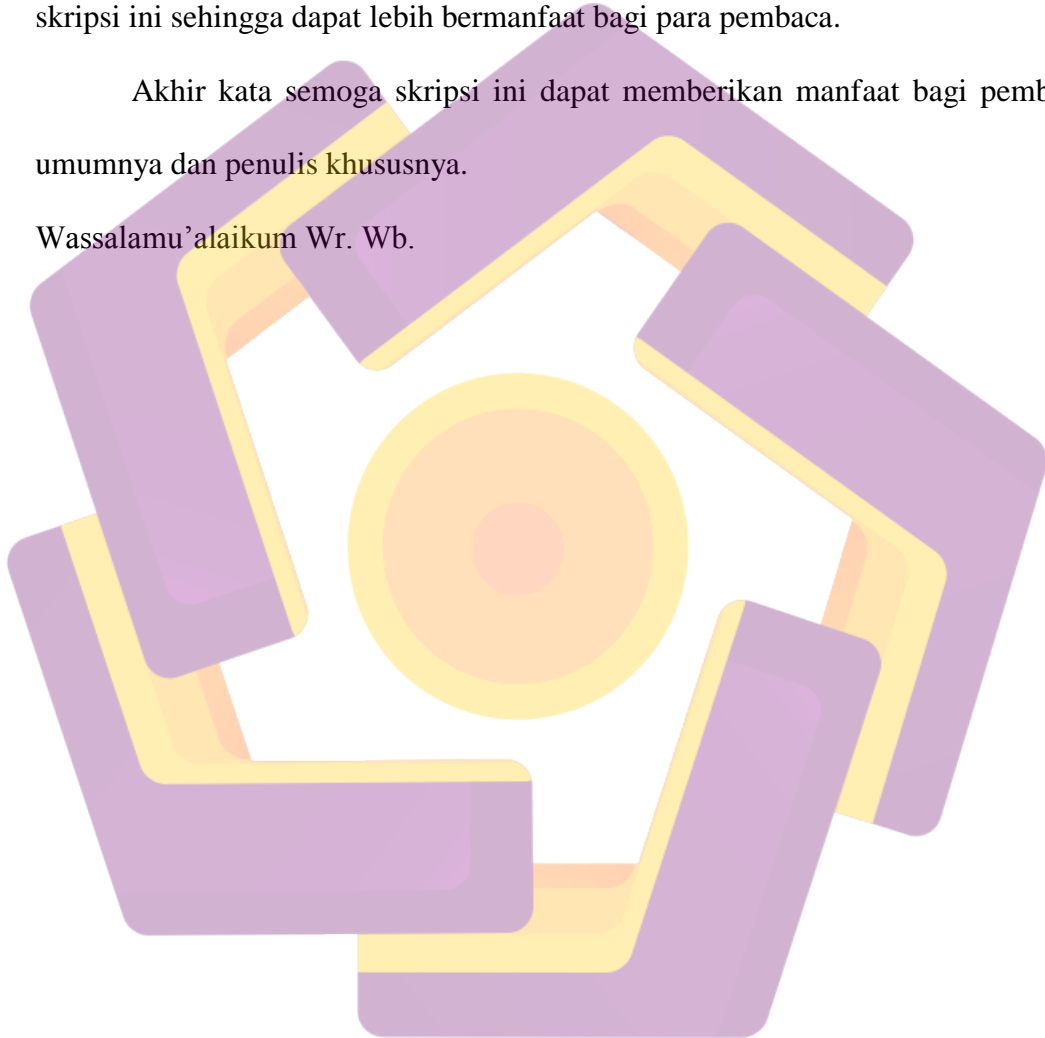 skripsi ini sehingga dapat lebih bermanfaat bagi para pembaca.
Akhir kata semoga skripsi ini dapat memberikan manfaat bagi
umumnya dan penulis khususnya.
Wassalamu’alaikum Wr. Wb.